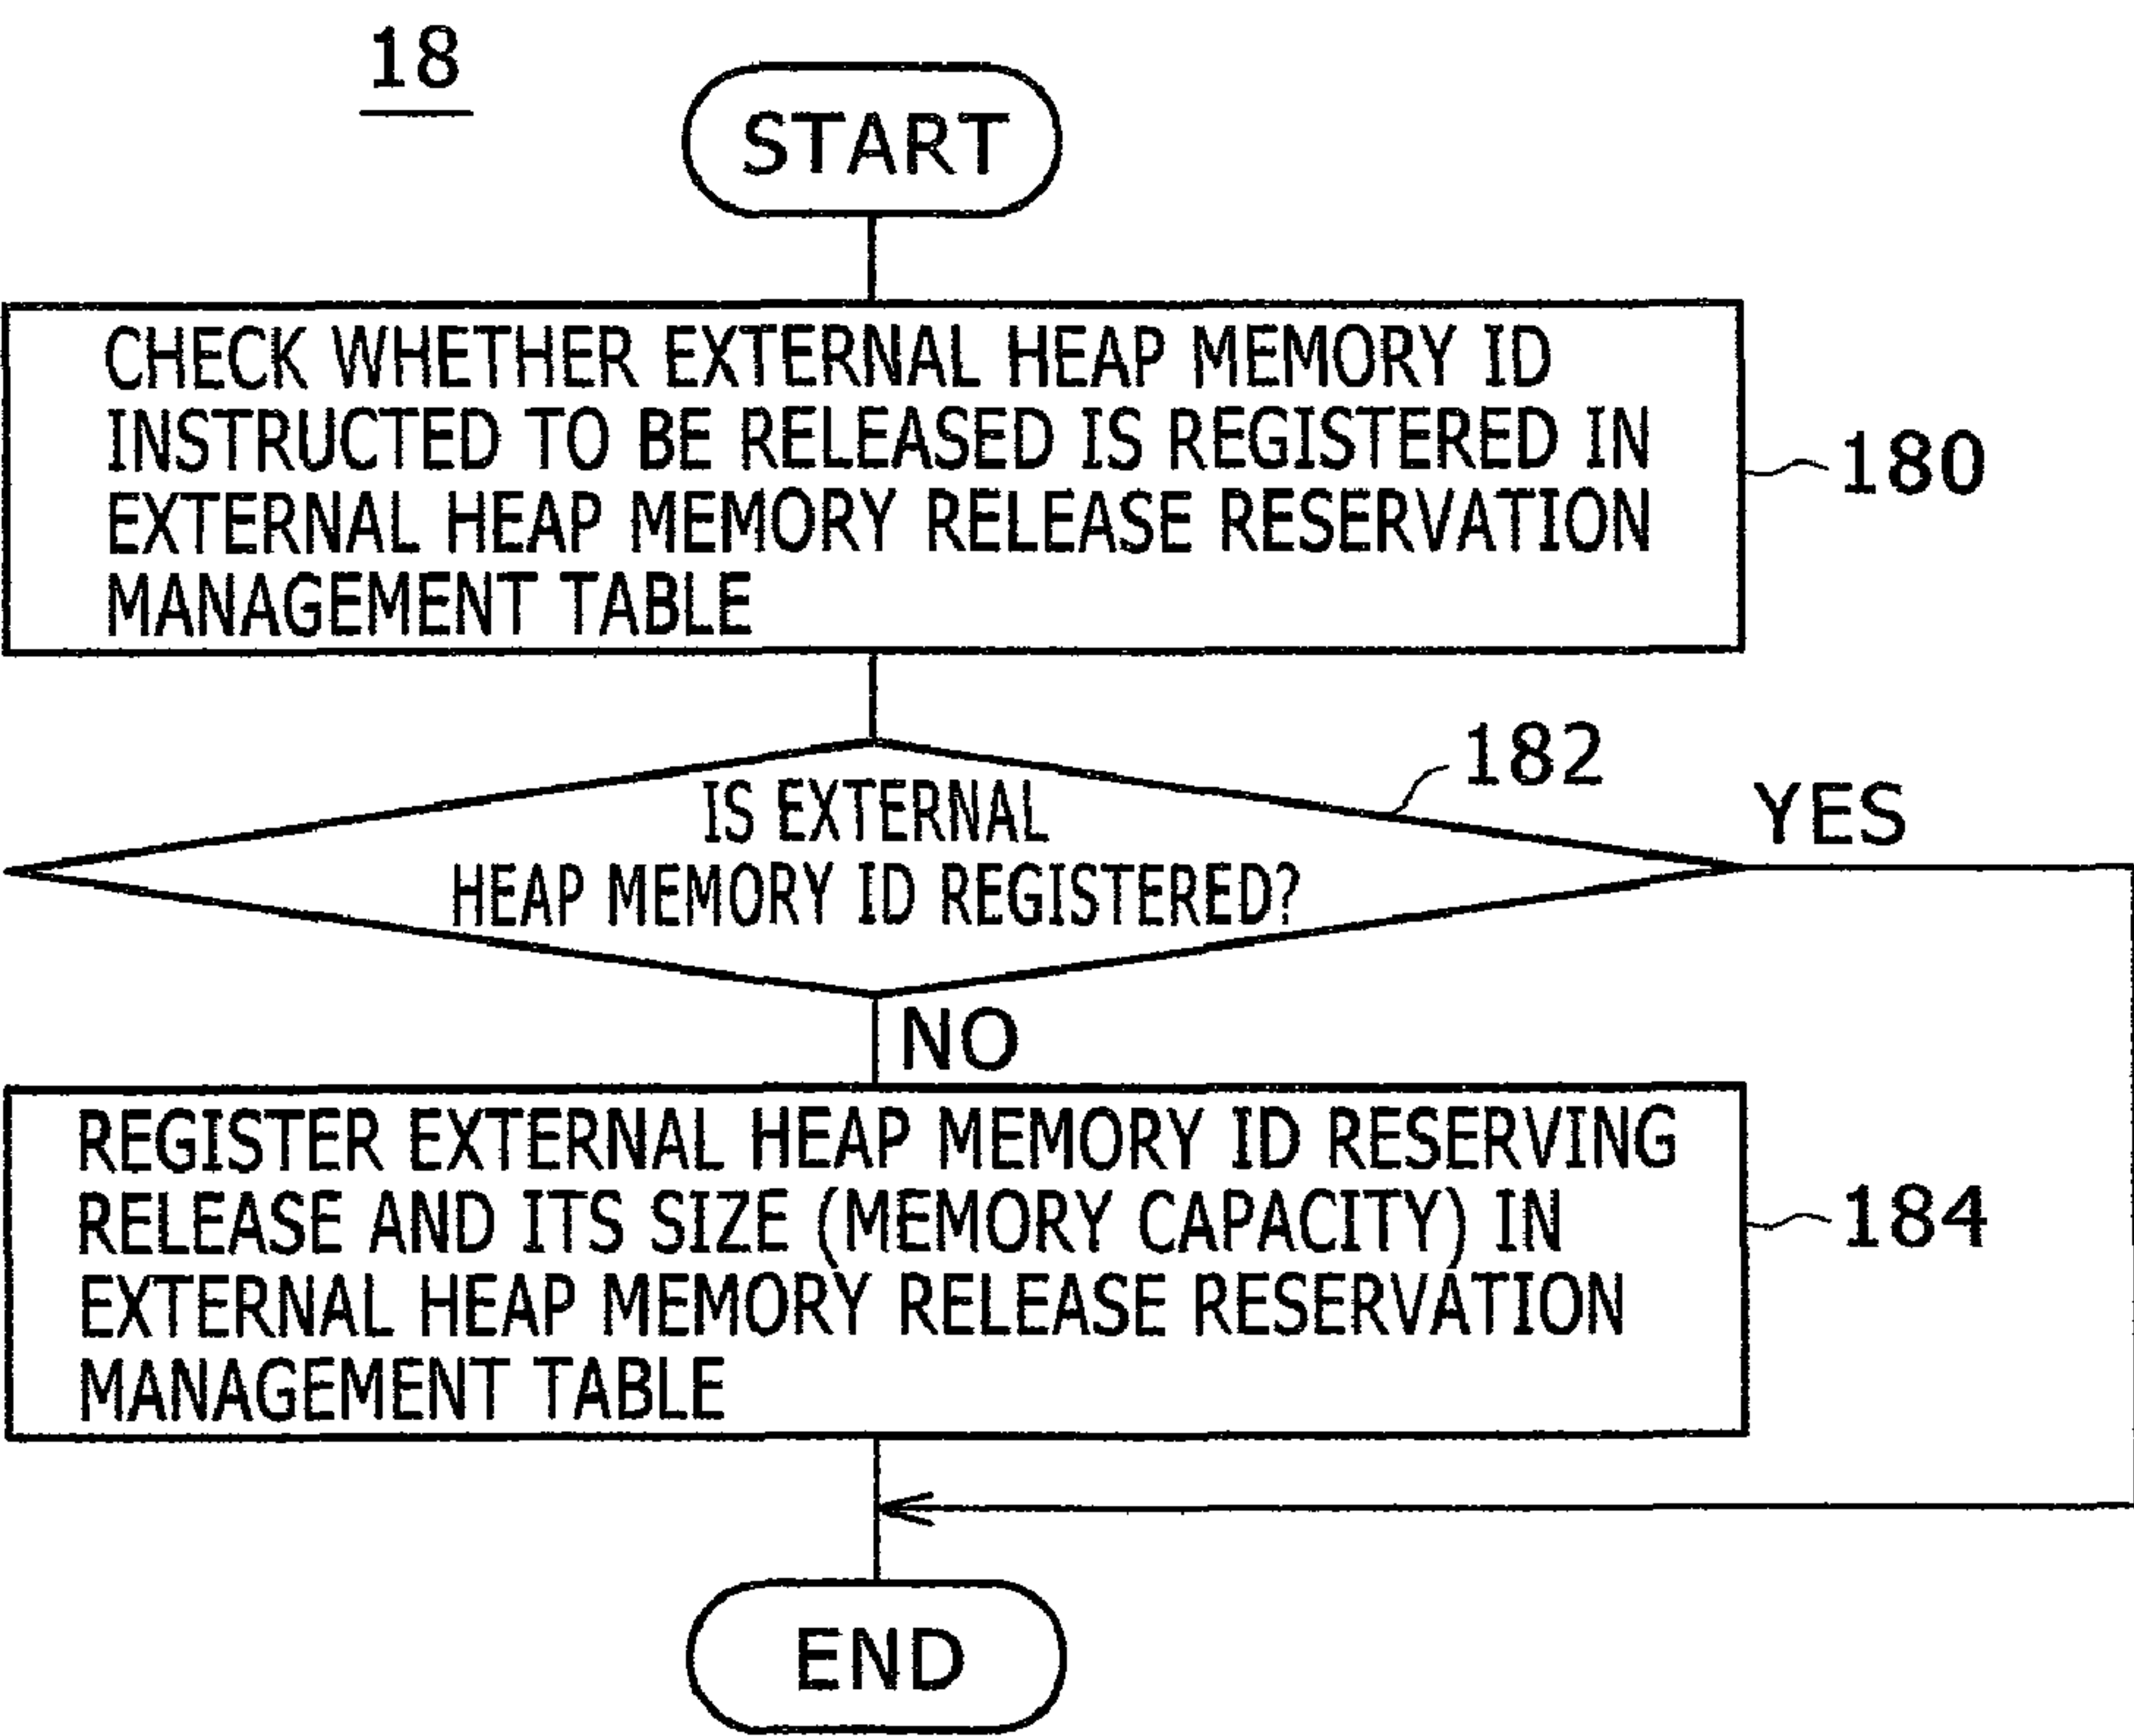 18
START
CHECK WHETHER EXTERNAL HEAP MEMORY ID
INSTRUCTED TO BE RELEASED IS REGISTERED IN
EXTERNAL HEAP MEMORY RELEASE RESERVATION
MANAGEMENT TABLE
180
182
YES
IS EXTERNAL
HEAP MEMORY ID REGISTERED?
NO
REGISTER EXTERNAL HEAP MEMORY ID RESERVING
RELEASE AND ITS SIZE (MEMORY CAPACITY) IN
EXTERNAL HEAP MEMORY RELEASE RESERVATION
MANAGEMENT TABLE
184
END